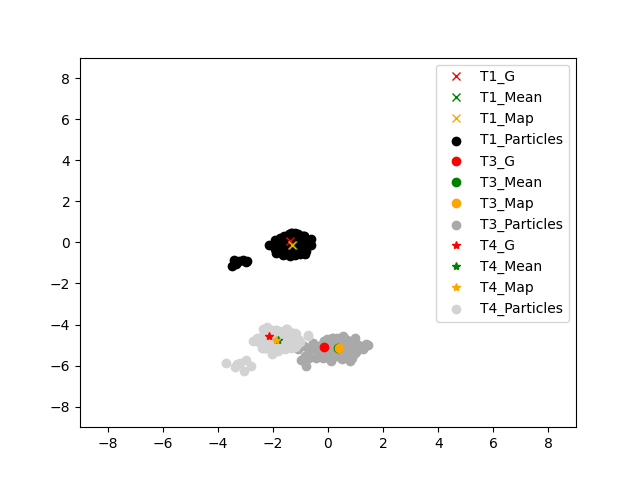 8
6
4
2
0
−2
−4
−6
−8
−8 −6 −4 −2 0 2 4 6 8
T1_G
T1_Mean
T1_Map
T1_Particles
T3_G
T3_Mean
T3_Map
T3_Particles
T4_G
T4_Mean
T4_Map
T4_Particles